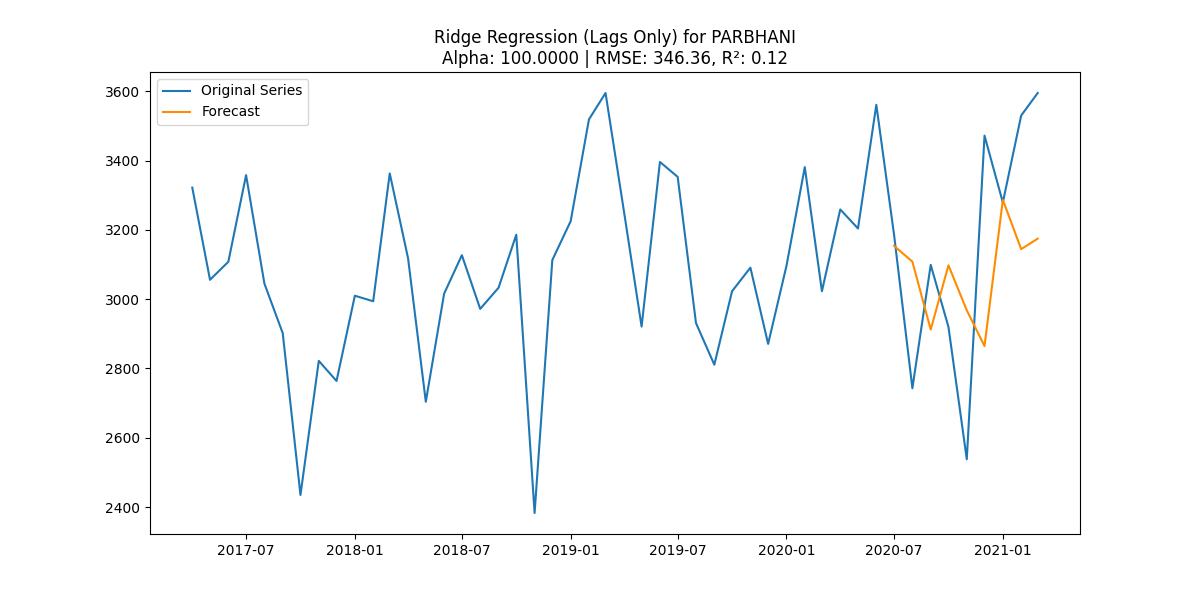 Ridge Regression (Lags Only) for PARBHANI
Alpha: 100.0000 | RMSE: 346.36, R²: 0.12
Original Series
Forecast
3600
3400
3200
3000
2800
2600
2400
2017-07 2018-01 2018-07 2019-01 2019-07 2020-01 2020-07 2021-01